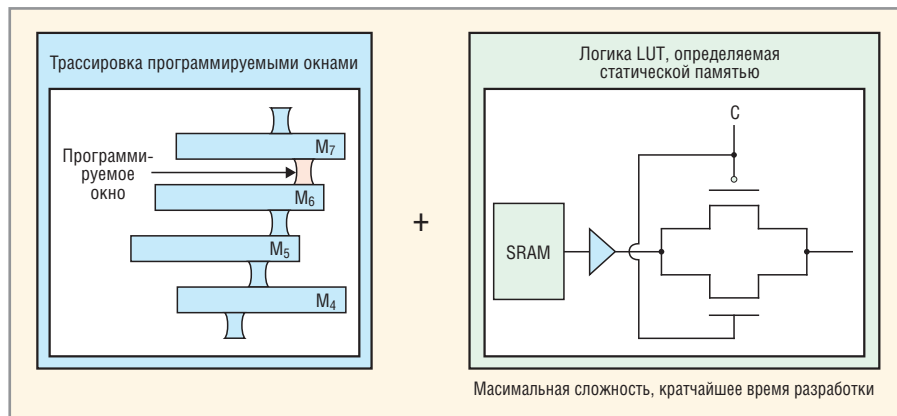 Трассировка программируемыми окнами
Программи-
руемое
окно
M7
M6
M5
M4
+
Логика LUT, определяемая
статической памятью
C
SRAM
Масимальная сложность, кратчайшее время разработки